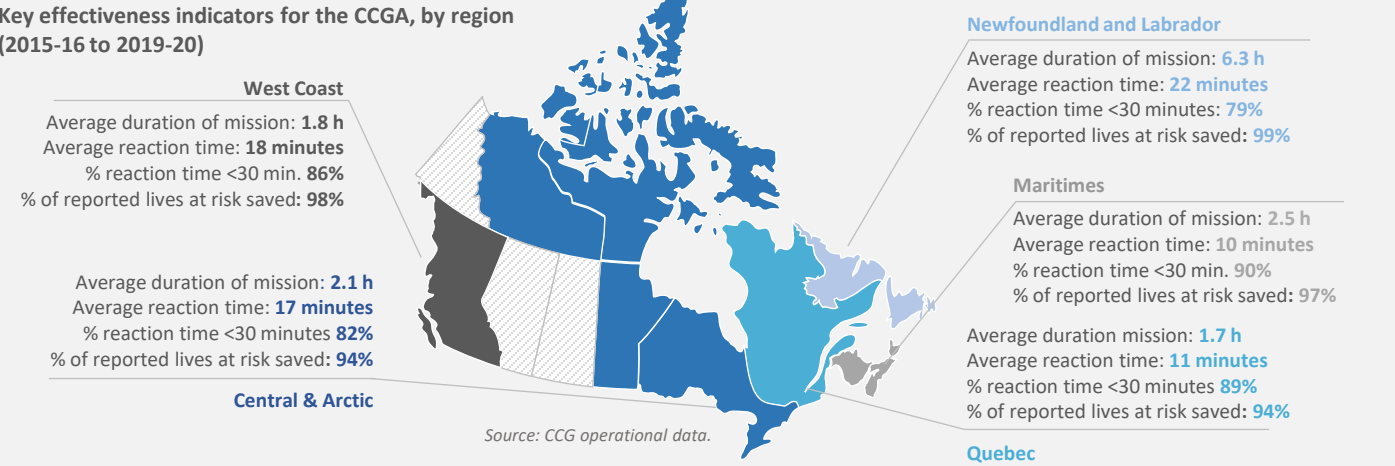 Key effectiveness indicators for the CCGA, by region
(2015-16 to 2019-20)
West Coast
Average duration of mission: 1.8 h
Average reaction time: 18 minutes
% reaction time <30 min. 86%
% of reported lives at risk saved: 98%
Average duration of mission: 2.1 h
Average reaction time: 17 minutes
% reaction time <30 minutes 82%
% of reported lives at risk saved: 94%
Central & Arctic
Source: CCG operational data.
Newfoundland and Labrador
Average duration of mission: 6.3 h
Average reaction time: 22 minutes
% reaction time <30 minutes: 79%
% of reported lives at risk saved: 99%
Maritimes
Average duration of mission: 2.5 h
Average reaction time: 10 minutes
% reaction time <30 min. 90%
% of reported lives at risk saved: 97%
Average duration mission: 1.7 h
Average reaction time: 11 minutes
% reaction time <30 minutes 89%
% of reported lives at risk saved: 94%
Quebec